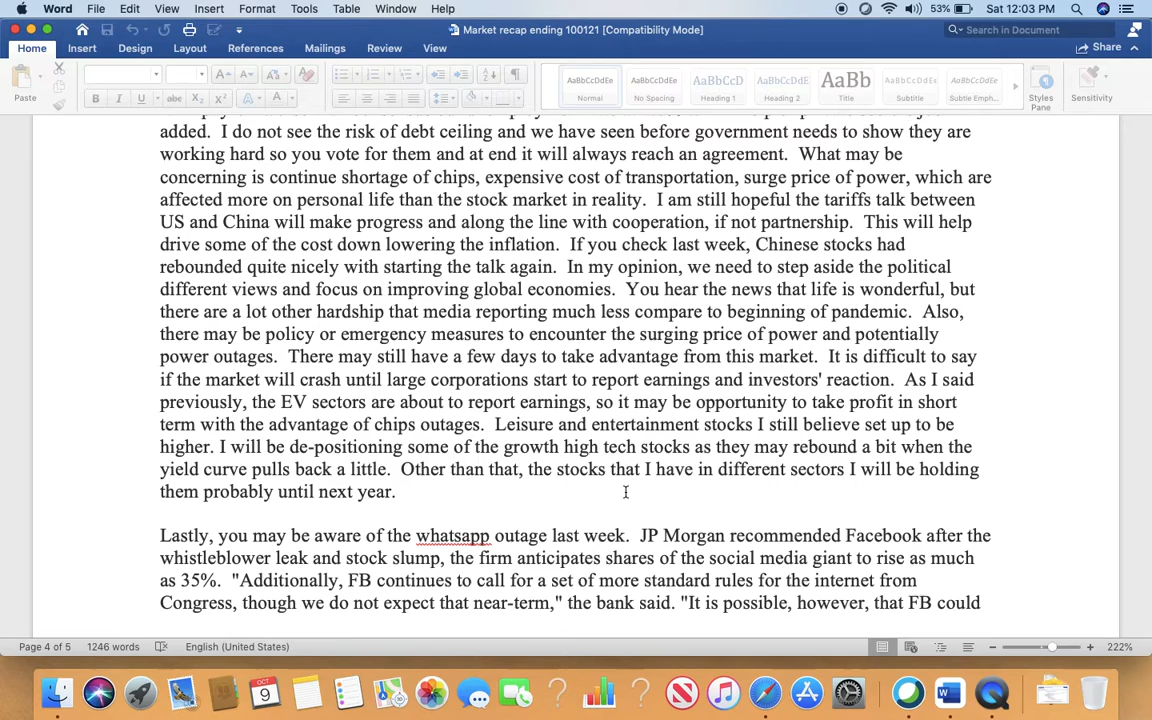 Word File Edit View Insert Format Tools Table Window Help 53% Sat 12:03 PM
Market recap ending 100121 [Compatibility Mode] Search in Document
Home Insert Design Layout References Mailings Review View Share
Paste
B I U abc X₂ X² A A
AaBbCcDdEe AaBbCcDdEe AaBbCcD AaBbCcDdEe AaBb AaBbCcDdEe AaBbCcDdEe
Normal No Spacing Heading 1 Heading 2 Title Subtitle Subtle Emph... Styles Pane Sensitivity
added. I do not see the risk of debt ceiling and we have seen before government needs to show they are
working hard so you vote for them and at end it will always reach an agreement. What may be
concerning is continue shortage of chips, expensive cost of transportation, surge price of power, which are
affected more on personal life than the stock market in reality. I am still hopeful the tariffs talk between
US and China will make progress and along the line with cooperation, if not partnership. This will help
drive some of the cost down lowering the inflation. If you check last week, Chinese stocks had
rebounded quite nicely with starting the talk again. In my opinion, we need to step aside the political
different views and focus on improving global economies. You hear the news that life is wonderful, but
there are a lot other hardship that media reporting much less compare to beginning of pandemic. Also,
there may be policy or emergency measures to encounter the surging price of power and potentially
power outages. There may still have a few days to take advantage from this market. It is difficult to say
if the market will crash until large corporations start to report earnings and investors' reaction. As I said
previously, the EV sectors are about to report earnings, so it may be opportunity to take profit in short
term with the advantage of chips outages. Leisure and entertainment stocks I still believe set up to be
higher. I will be de-positioning some of the growth high tech stocks as they may rebound a bit when the
yield curve pulls back a little. Other than that, the stocks that I have in different sectors I will be holding
them probably until next year.
Lastly, you may be aware of the whatsapp outage last week. JP Morgan recommended Facebook after the
whistleblower leak and stock slump, the firm anticipates shares of the social media giant to rise as much
as 35%. "Additionally, FB continues to call for a set of more standard rules for the internet from
Congress, though we do not expect that near-term," the bank said. "It is possible, however, that FB could
Page 4 of 5 1246 words English (United States) 222%
OCT
9